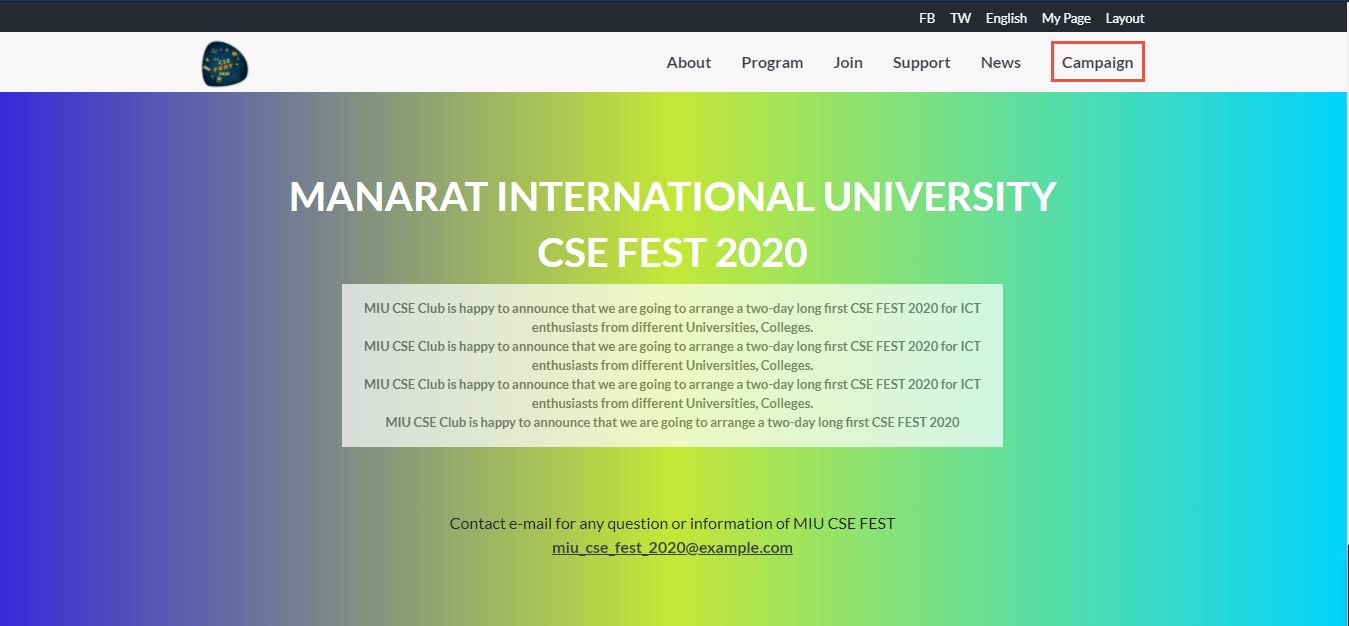 FB TW English My Page Layout
CSE
FEST
2020
About Program Join Support News Campaign
MANARAT INTERNATIONAL UNIVERSITY
CSE FEST 2020
MIU CSE Club is happy to announce that we are going to arrange a two-day long first CSE FEST 2020 for ICT
enthusiasts from different Universities, Colleges.
MIU CSE Club is happy to announce that we are going to arrange a two-day long first CSE FEST 2020 for ICT
enthusiasts from different Universities, Colleges.
MIU CSE Club is happy to announce that we are going to arrange a two-day long first CSE FEST 2020 for ICT
enthusiasts from different Universities, Colleges.
MIU CSE Club is happy to announce that we are going to arrange a two-day long first CSE FEST 2020
Contact e-mail for any question or information of MIU CSE FEST
miu_cse_fest_2020@example.com